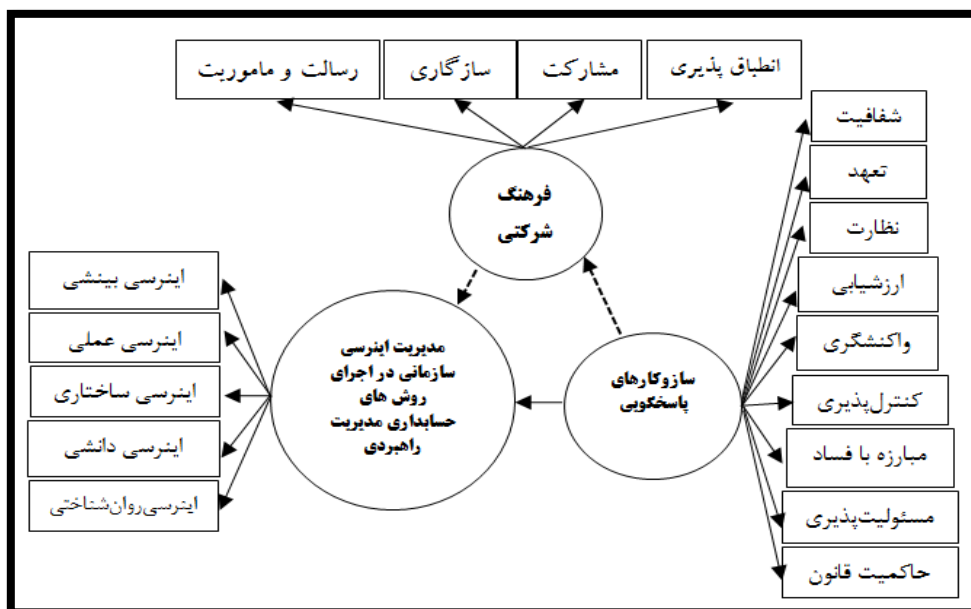 انطباق پذیری
مشارکت
سازگاری
رسالت و ماموریت
شفافیت
تعهد
نظارت
ارزشیابی
واکنشگری
کنترل‌پذیری
مبارزه با فساد
مسئولیت‌پذیری
حاکمیت قانون
فرهنگ
شرکتی
سازوکارهای
پاسخگویی
مدیریت اینرسی
سازمانی در اجرای
روش های
حسابداری مدیریت
راهبردی
اینرسی بینشی
اینرسی عملی
اینرسی ساختاری
اینرسی دانشی
اینرسی‌روان‌شناختی